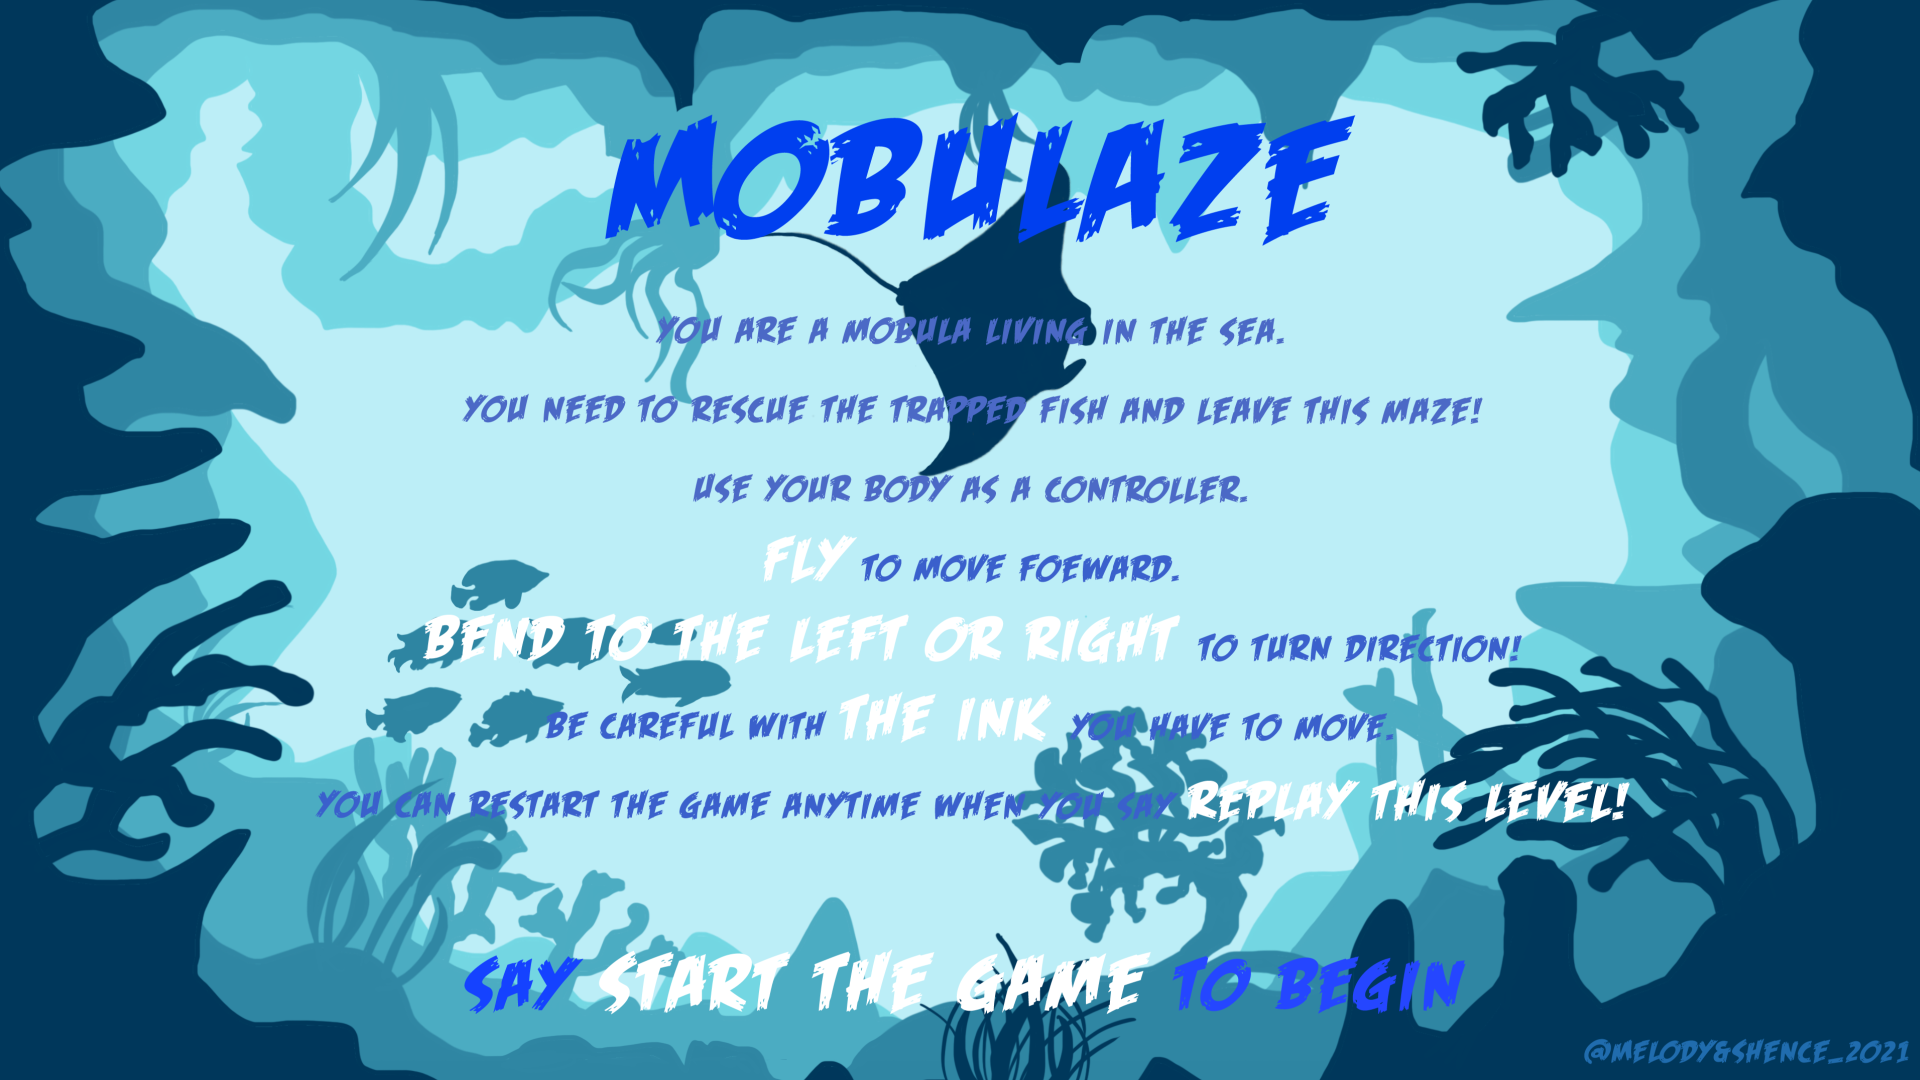 MOBULAZE
YOU ARE A MOBULA LIVING IN THE SEA.
YOU NEED TO RESCUE THE TRAPPED FISH AND LEAVE THIS MAZE!
USE YOUR BODY AS A CONTROLLER.
FLY TO MOVE FOEWARD.
BEND TO THE LEFT OR RIGHT TO TURN DIRECTION!
BE CAREFUL WITH THE INK YOU HAVE TO MOVE.
YOU CAN RESTART THE GAME ANYTIME WHEN YOU SAY REPLAY THIS LEVEL!
SAY START THE GAME TO BEGIN
@MELODY&SHENCE_2021